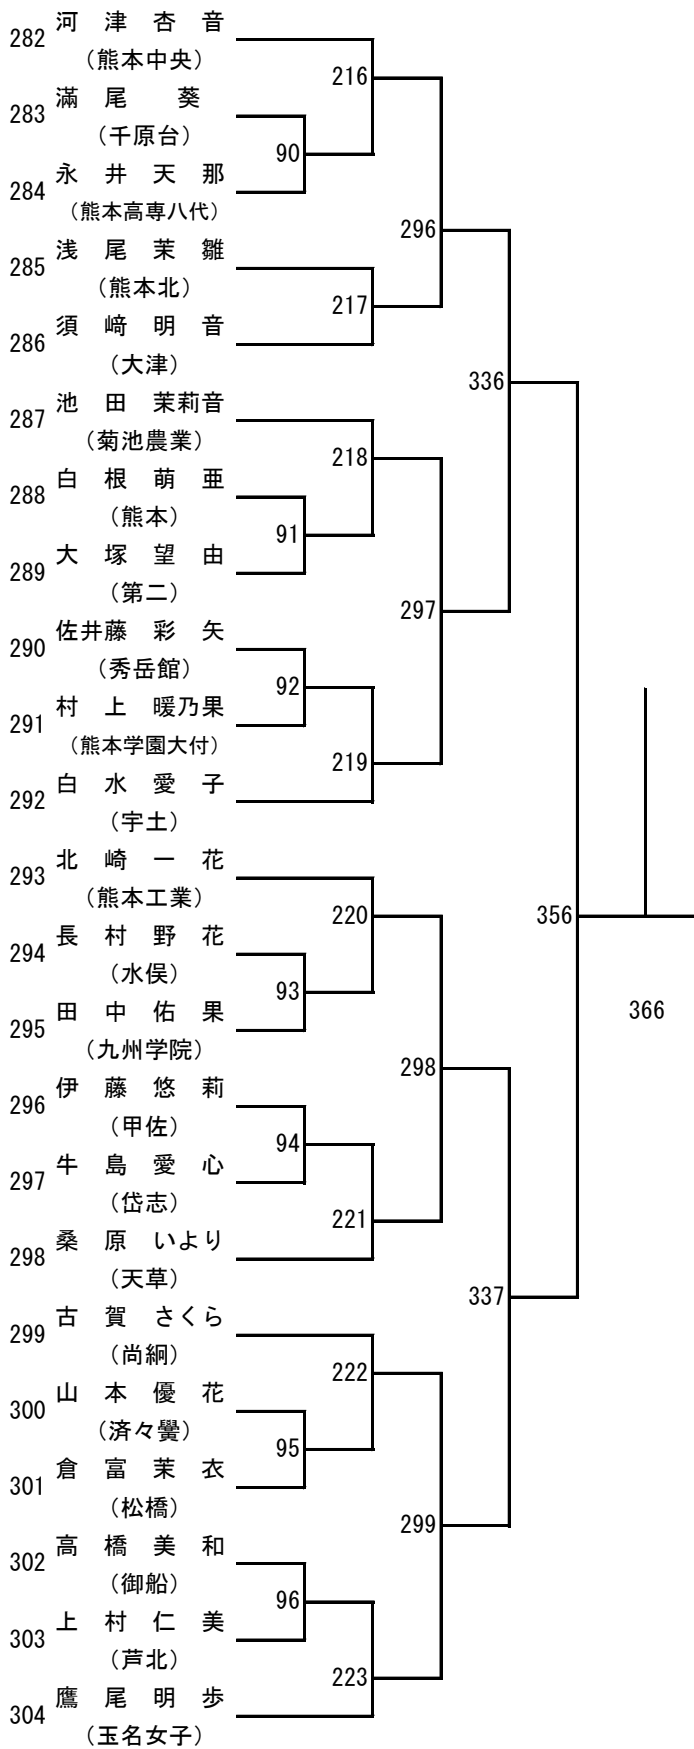 282 河津杏音
(熊本中央)
216
283 滿尾葵
(千原台)
90
284 永井天那
(熊本高専八代)
296
285 浅尾茉雛
(熊本北)
217
286 須﨑明音
(大津)
336
287 池田茉莉音
(菊池農業)
218
288 白根萌亜
(熊本)
91
289 大塚望由
(第二)
297
290 佐井藤彩矢
(秀岳館)
92
291 村上暖乃果
(熊本学園大付)
219
292 白水愛子
(宇土)
293 北崎一花
(熊本工業)
220
356
294 長村野花
(水俣)
93
366
295 田中佑果
(九州学院)
298
296 伊藤悠莉
(甲佐)
94
297 牛島愛心
(岱志)
221
298 桑原いより
(天草)
337
299 古賀さくら
(尚絅)
222
300 山本優花
(済々黌)
95
301 倉富茉衣
(松橋)
299
302 高橋美和
(御船)
96
303 上村仁美
(芦北)
223
304 鷹尾明歩
(玉名女子)